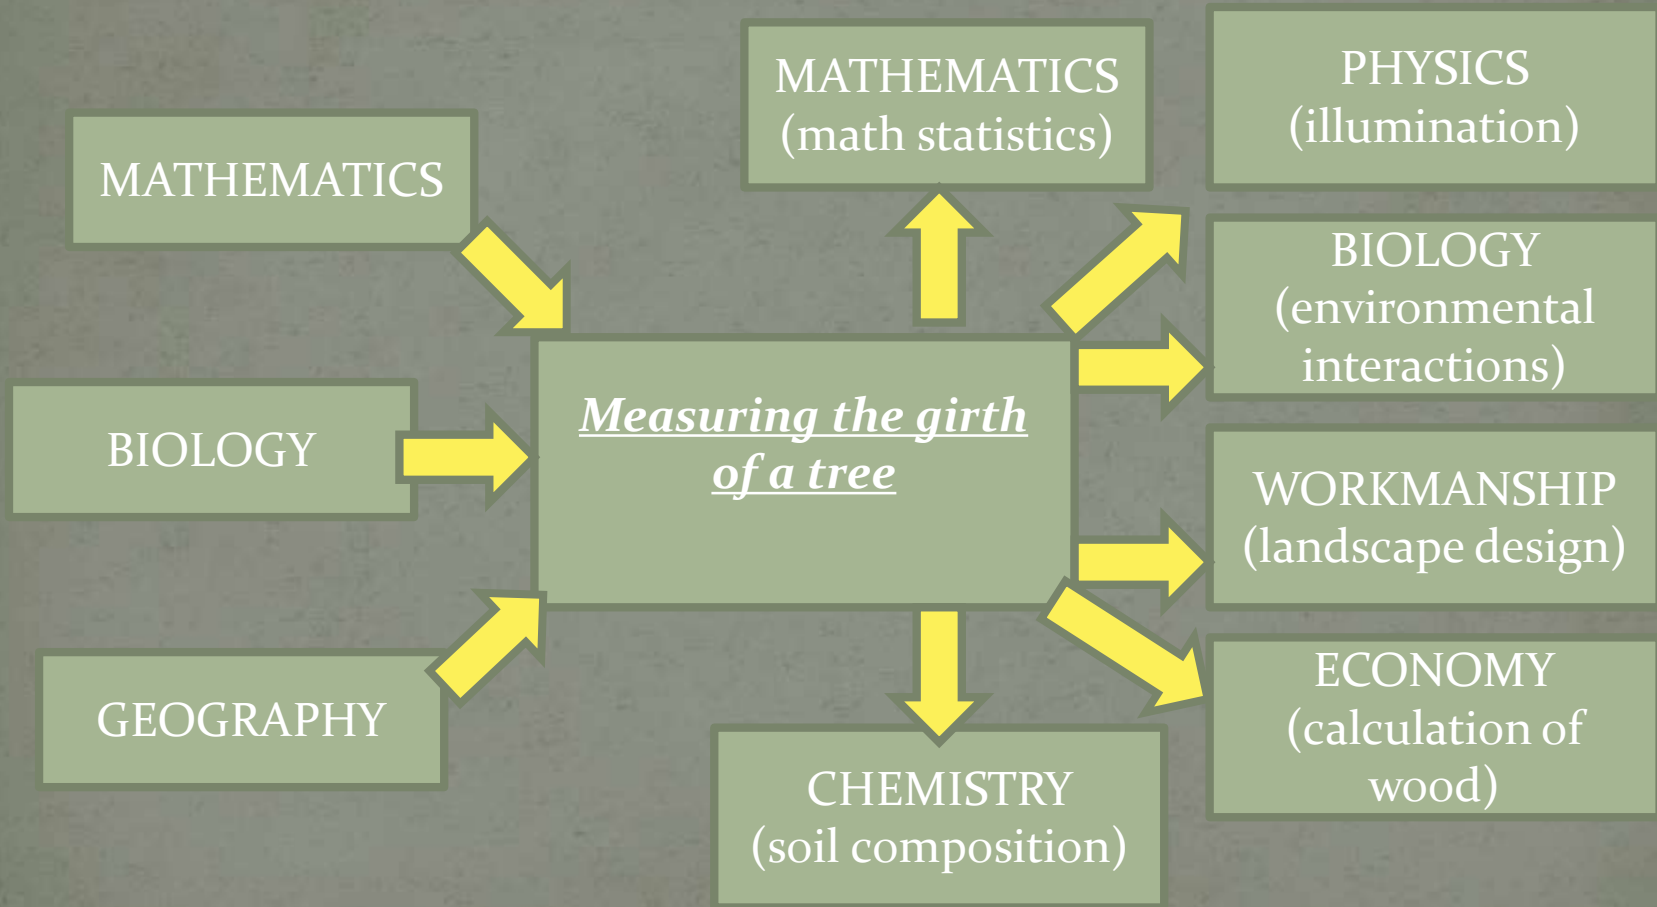 MATHEMATICS
BIOLOGY
GEOGRAPHY
Measuring the girth
of a tree
MATHEMATICS
(math statistics)
CHEMISTRY
(soil composition)
PHYSICS
(illumination)
BIOLOGY
(environmental
interactions)
WORKMANSHIP
(landscape design)
ECONOMY
(calculation of
wood)